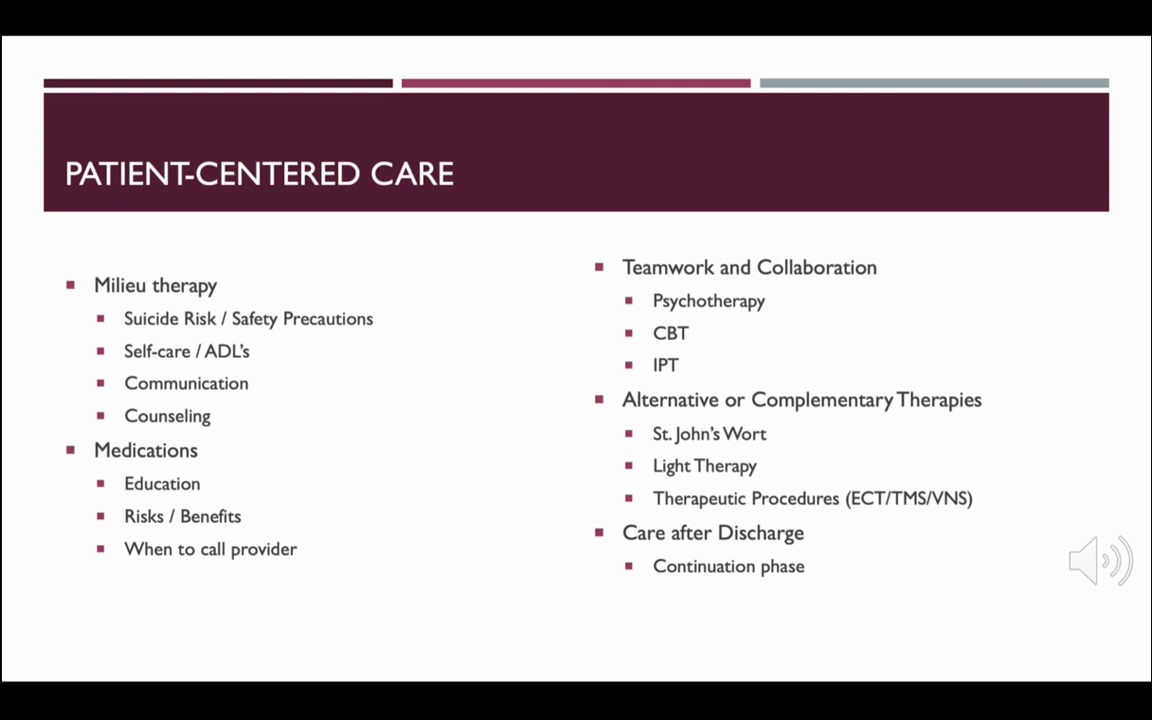 PATIENT-CENTERED CARE
Milieu therapy
Suicide Risk / Safety Precautions
Self-care / ADL's
Communication
Counseling
Medications
Education
Risks / Benefits
When to call provider
Teamwork and Collaboration
Psychotherapy
CBT
IPT
Alternative or Complementary Therapies
St. John's Wort
Light Therapy
Therapeutic Procedures (ECT/TMS/VNS)
Care after Discharge
Continuation phase